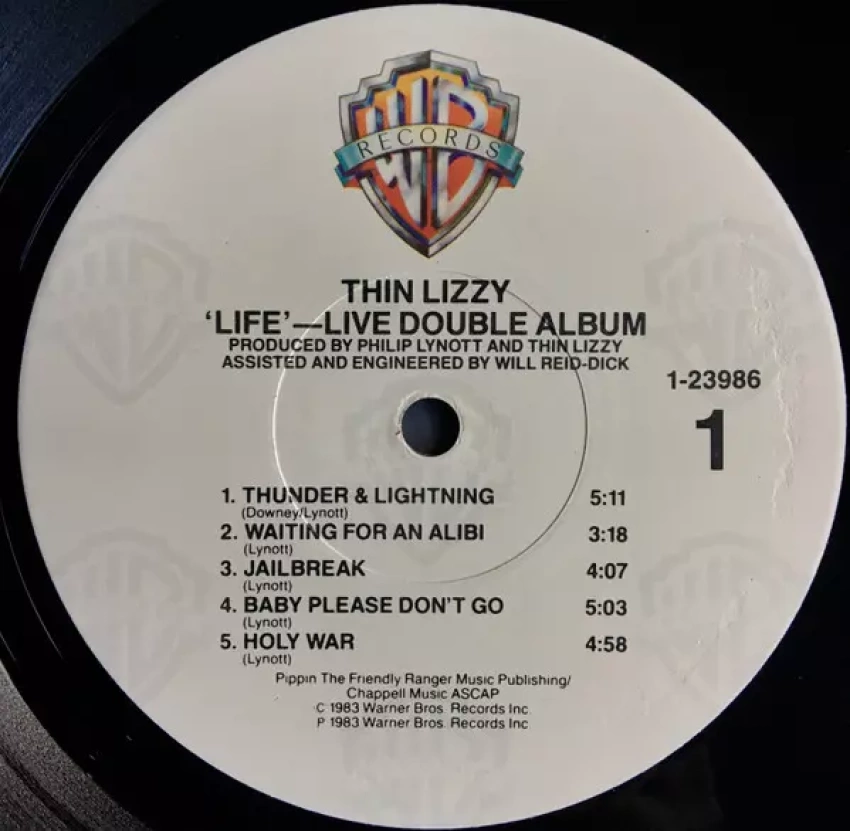 WB
RECORDS
THIN LIZZY
'LIFE'—LIVE DOUBLE ALBUM
PRODUCED BY PHILIP LYNOTT AND THIN LIZZY
ASSISTED AND ENGINEERED BY WILL REID-DICK
1-23986
1
1. THUNDER & LIGHTNING 5:11
(Downey/Lynott)
2. WAITING FOR AN ALIBI 3:18
(Lynott)
3. JAILBREAK 4:07
(Lynott)
4. BABY PLEASE DON'T GO 5:03
(Lynott)
5. HOLY WAR 4:58
(Lynott)
Pippin The Friendly Ranger Music Publishing/
Chappell Music ASCAP
C 1983 Warner Bros. Records Inc.
P 1983 Warner Bros. Records Inc.